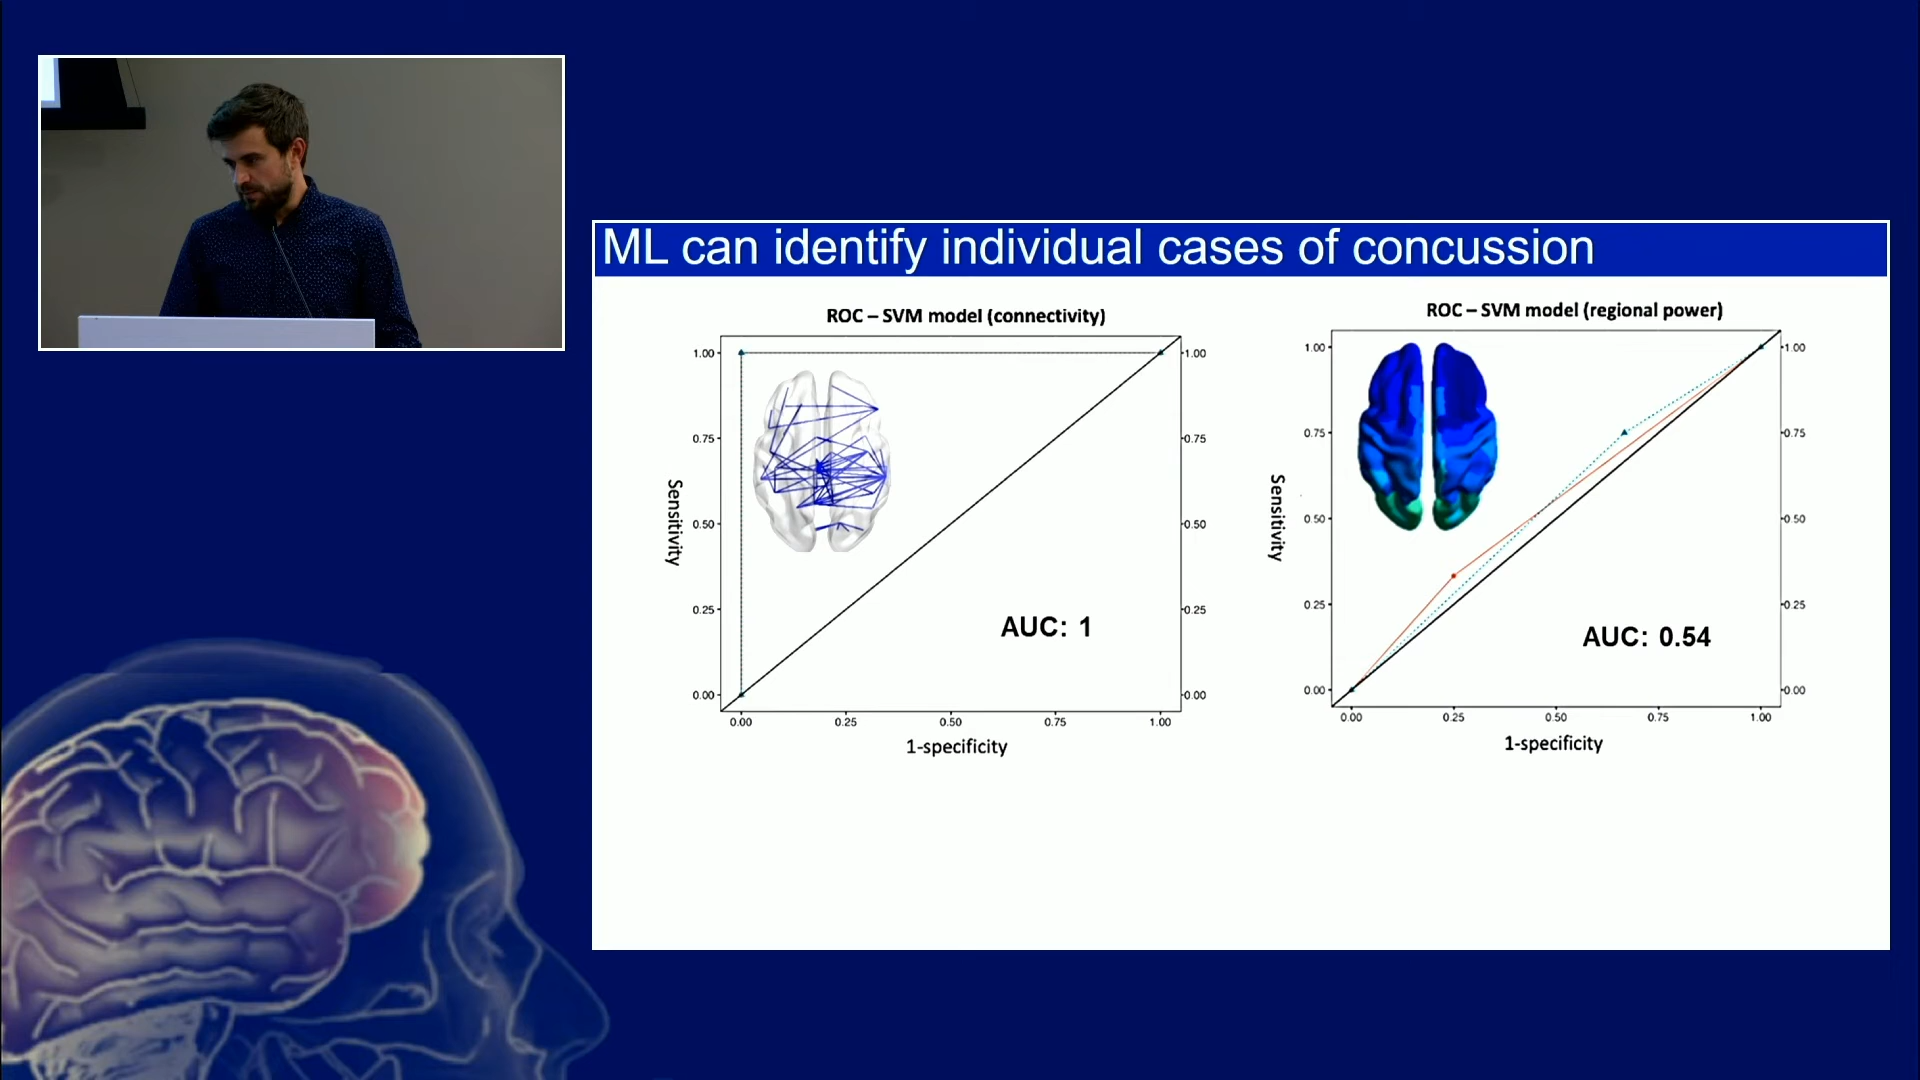 ML can identify individual cases of concussion
ROC – SVM model (connectivity)
1.00
0.75
0.50
0.25
0.00
1.00
0.75
0.50
0.25
0.00
Sensitivity
AUC: 1
0.00 0.25 0.50 0.75 1.00
1-specificity
ROC – SVM model (regional power)
1.00
0.75
0.50
0.25
0.00
1.00
0.75
0.50
0.25
0.00
Sensitivity
AUC: 0.54
0.00 0.25 0.50 0.75 1.00
1-specificity